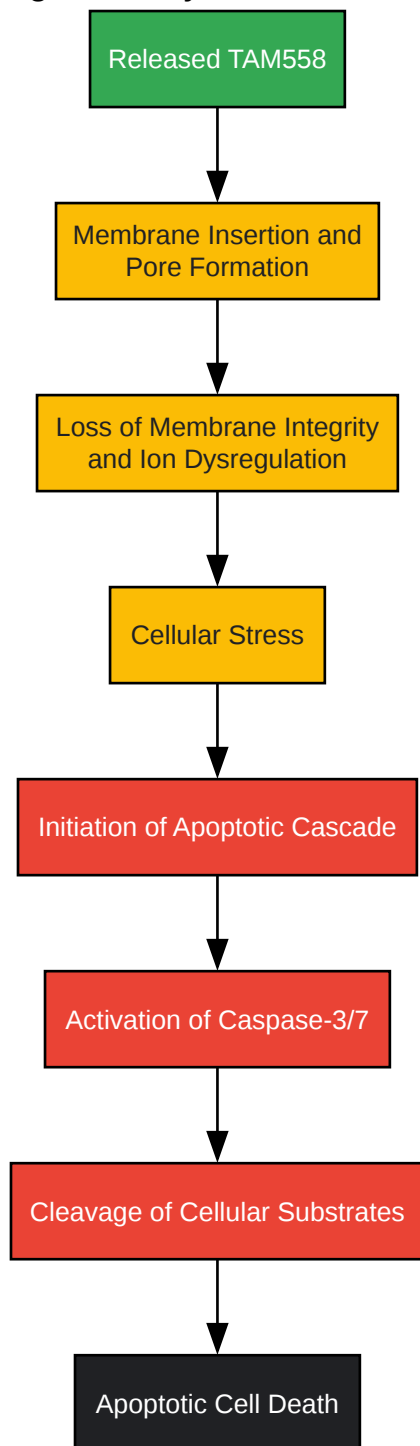 Released TAM558
Membrane Insertion and
Pore Formation
Loss of Membrane Integrity
and Ion Dysregulation
Cellular Stress
Initiation of Apoptotic Cascade
Activation of Caspase-3/7
Cleavage of Cellular Substrates
Apoptotic Cell Death